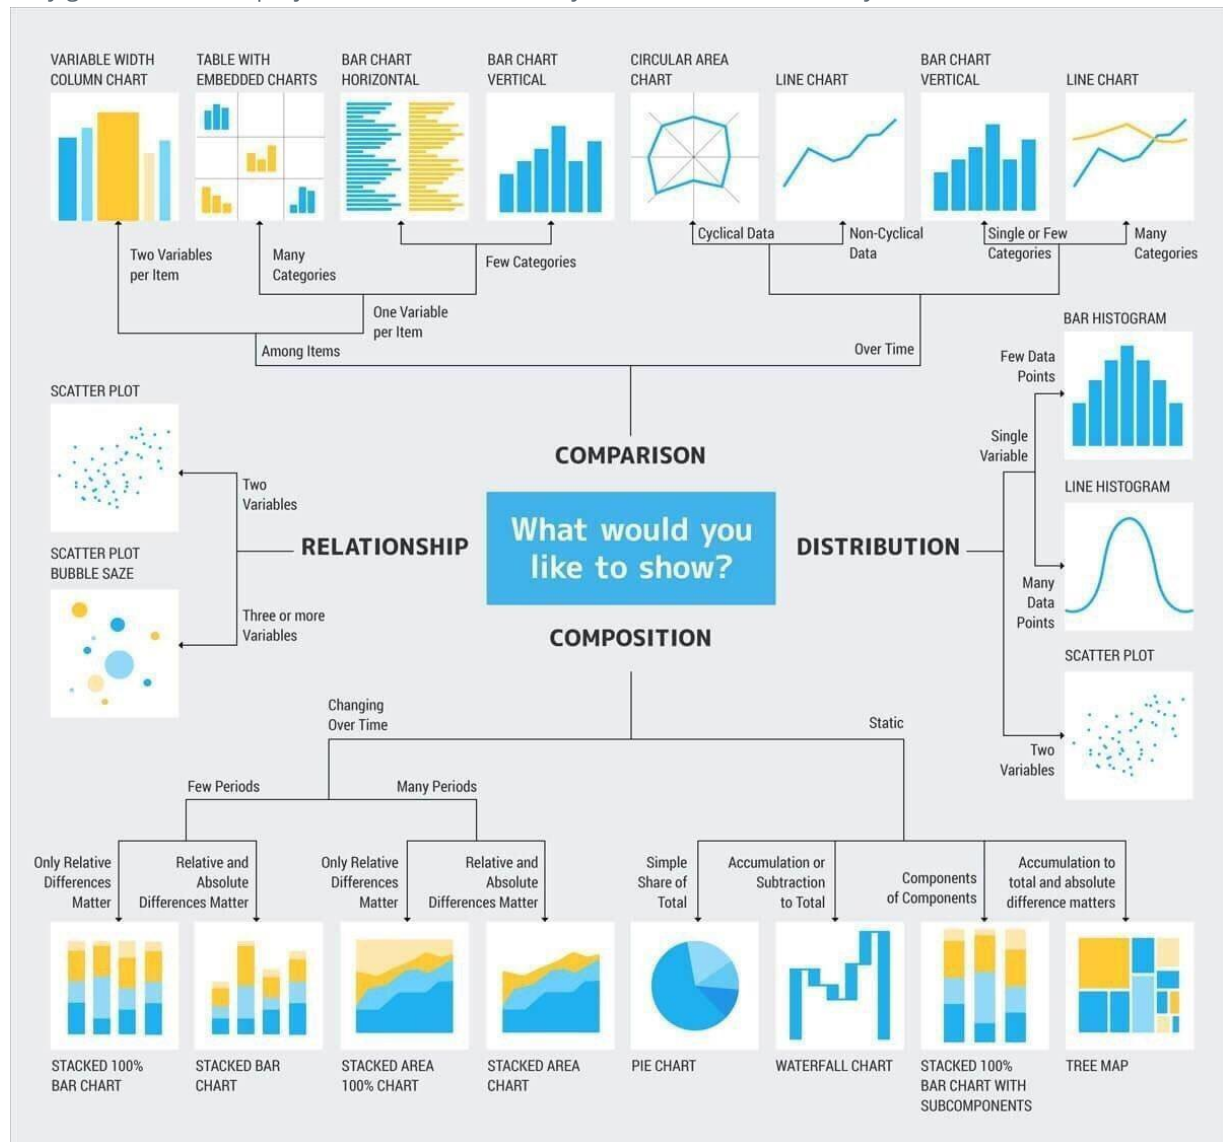 VARIABLE WIDTH
COLUMN CHART
TABLE WITH
EMBEDDED CHARTS
BAR CHART
HORIZONTAL
BAR CHART
VERTICAL
CIRCULAR AREA
CHART
LINE CHART
BAR CHART
VERTICAL
LINE CHART
Two Variables
per Item
Many
Categories
Few Categories
Cyclical Data
Non-Cyclical
Data
Single or Few
Categories
Many
Categories
One Variable
per Item
Among Items
Over Time
COMPARISON
SCATTER PLOT
Two
Variables
RELATIONSHIP
SCATTER PLOT
BUBBLE SAZE
Three or more
Variables
What would you
like to show?
DISTRIBUTION
BAR HISTOGRAM
Few Data
Points
Single
Variable
LINE HISTOGRAM
Many
Data
Points
SCATTER PLOT
Two
Variables
COMPOSITION
Changing
Over Time
Static
Few Periods
Many Periods
Only Relative
Differences
Matter
Relative and
Absolute
Differences Matter
Only Relative
Differences
Matter
Relative and
Absolute
Differences Matter
Simple
Share of
Total
Accumulation or
Subtraction
to Total
Components
of Components
Accumulation to
total and absolute
difference matters
STACKED 100%
BAR CHART
STACKED BAR
CHART
STACKED AREA
100% CHART
STACKED AREA
CHART
PIE CHART
WATERFALL CHART
STACKED 100%
BAR CHART WITH
SUBCOMPONENTS
TREE MAP